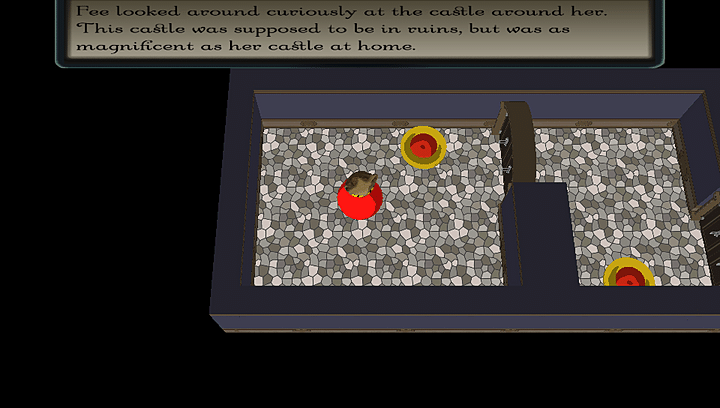 Fee looked around curiously at the castle around her.
This castle was supposed to be in ruins, but was as
magnificent as her castle at home.